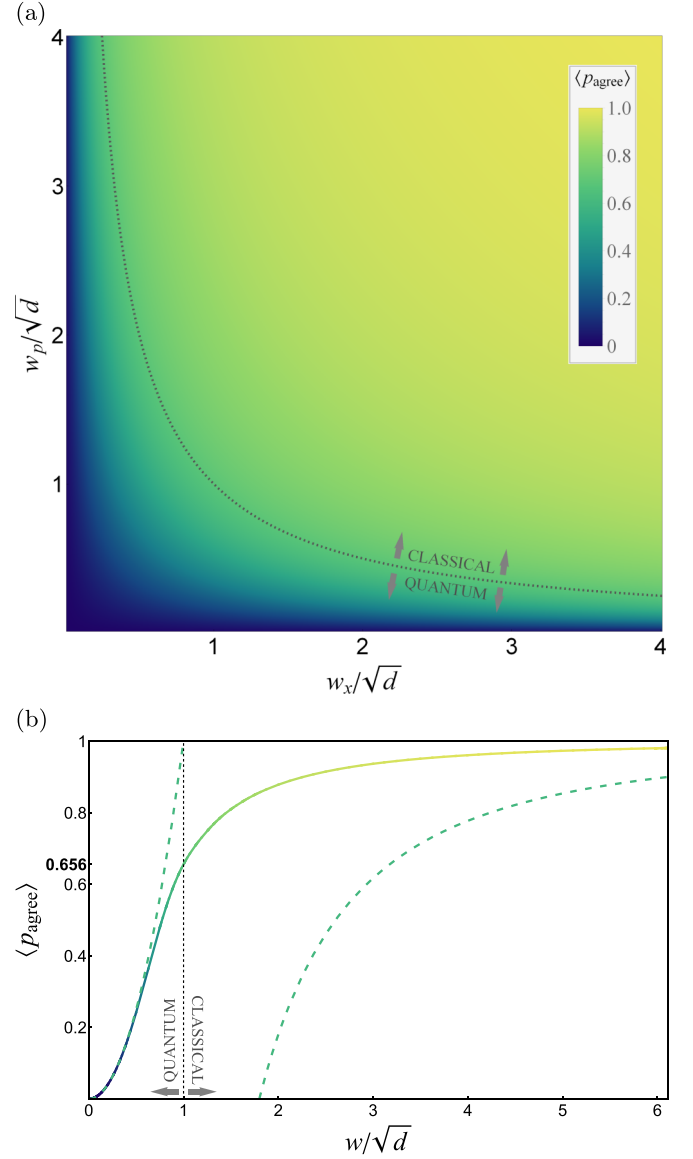 (a)
4
3
2
1
w_p/√d
⟨p_agree⟩
1.0
0.8
0.6
0.4
0.2
0
CLASSICAL
QUANTUM
1 2 3 4
w_x/√d
(b)
1
0.8
0.656
0.6
0.4
0.2
⟨p_agree⟩
QUANTUM
CLASSICAL
0 1 2 3 4 5 6
w/√d